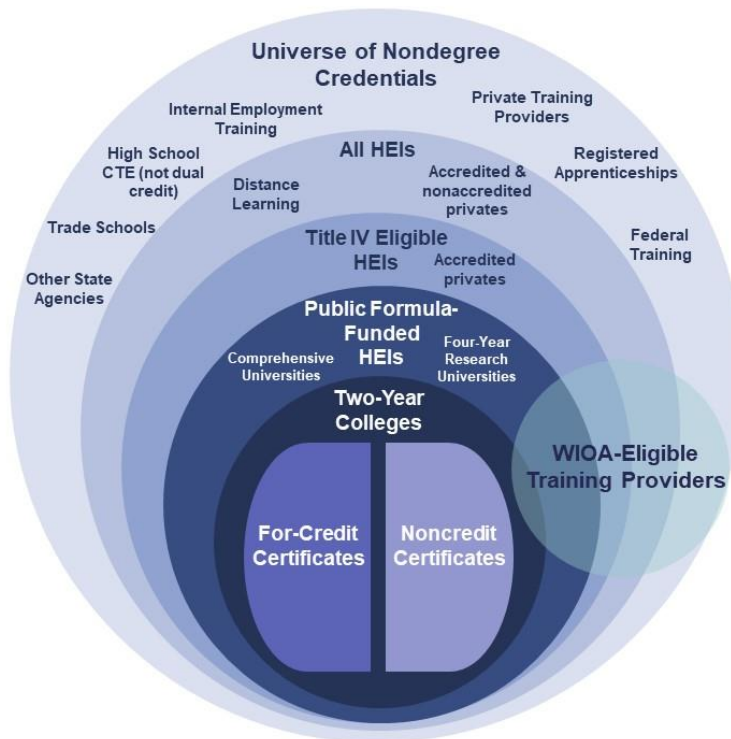 Universe of Nondegree
Credentials
Internal Employment
Training
Private Training
Providers
High School
CTE (not dual
credit)
All HEIs
Registered
Apprenticeships
Distance
Learning
Accredited &
nonaccredited
privates
Trade Schools
Federal
Training
Title IV Eligible
HEIs
Accredited
privates
Other State
Agencies
Public Formula-
Funded
HEIs
Comprehensive
Universities
Four-Year
Research
Universities
Two-Year
Colleges
WIOA-Eligible
Training Providers
For-Credit
Certificates
Noncredit
Certificates